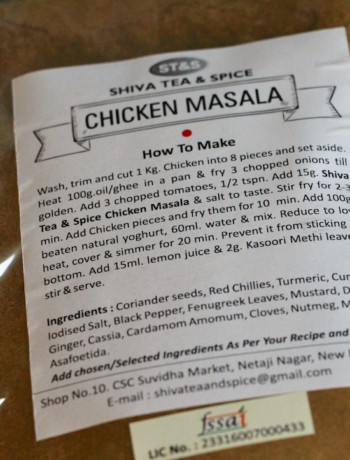 ST&S
SHIVA TEA & SPICE
CHICKEN MASALA
How To Make
Wash, trim and cut 1 Kg. Chicken into 8 pieces and set aside.
Heat 100g.oil/ghee in a pan & fry 3 chopped onions till
golden. Add 3 chopped tomatoes, 1/2 tspn. Add 15g. Shiva
Tea & Spice Chicken Masala & salt to taste. Stir fry for 2-3
min. Add Chicken pieces and fry them for 10 min. Add 100g
beaten natural yoghurt, 60ml. water & mix. Reduce to
heat, cover & simmer for 20 min. Prevent it from sticking
bottom. Add 15ml. lemon juice & 2g. Kasoori Methi
stir & serve.
Ingredients : Coriander seeds, Red Chillies, Turmeric,
Iodised Salt, Black Pepper, Fenugreek Leaves, Mustard,
Ginger, Cassia, Cardamom Amomum, Cloves, Nutmeg,
Asafoetida.
Add chosen/Selected Ingredients As Per Your Recipe and
Shop No.10. CSC Suvidha Market, Netaji Nagar, New
E-mail : shivateaandspice@gmail.com
fssai
LIC No. : 23316007000433